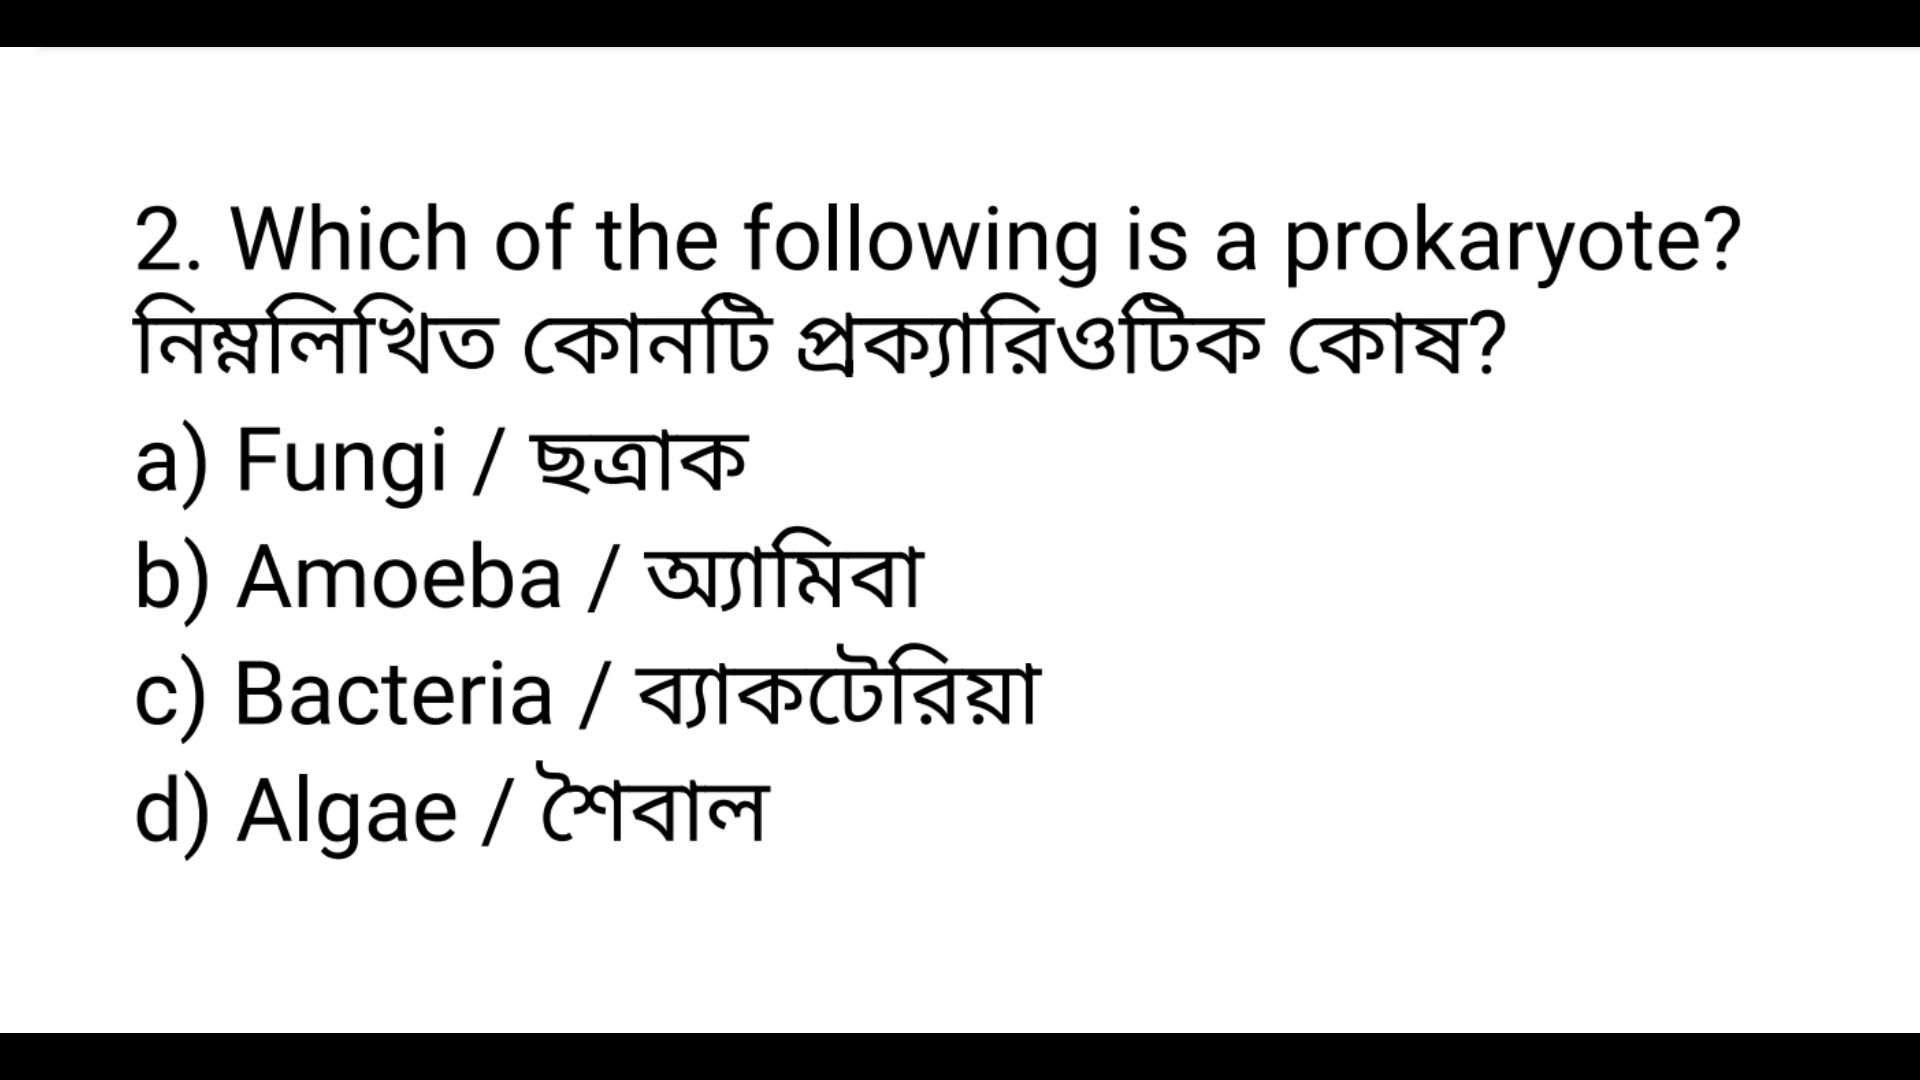 2. Which of the following is a prokaryote?
নিম্নলিখিত কোনটি প্রক্যারিওটিক কোষ?
a) Fungi / ছত্রাক
b) Amoeba / অ্যামিবা
c) Bacteria / ব্যাকটেরিয়া
d) Algae / শৈবাল